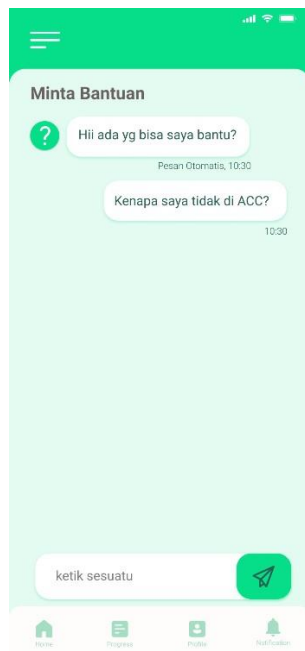 Minta Bantuan
?
Hii ada yg bisa saya bantu?
Pesan Otomatis, 10:30
Kenapa saya tidak di ACC?
10:30
ketik sesuatu
Home
Progress
Profile
Notification